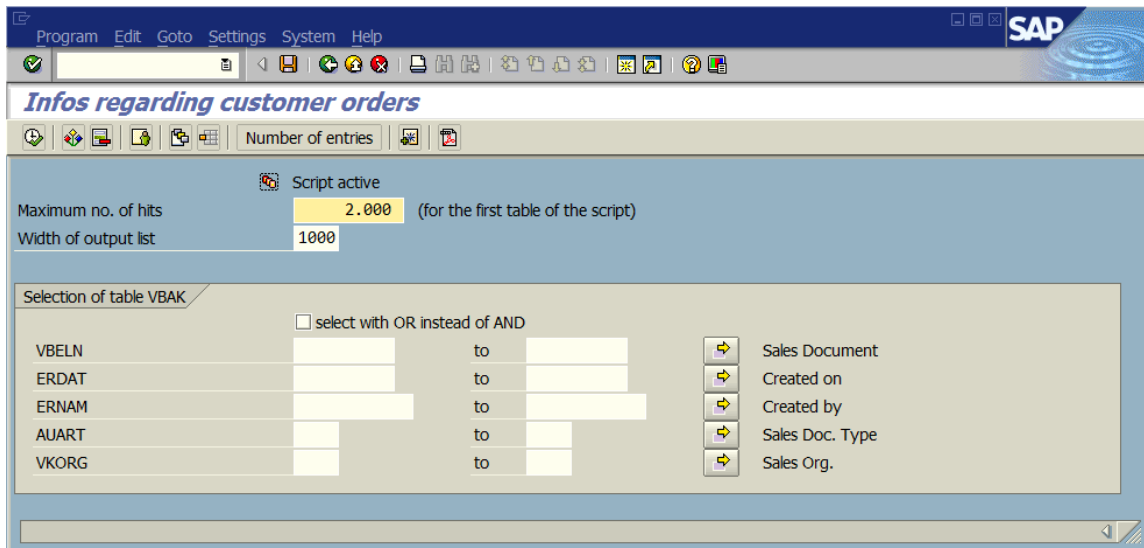 SAP
Program Edit Goto Settings System Help
Infos regarding customer orders
Number of entries
Script active
Maximum no. of hits 2.000 (for the first table of the script)
Width of output list 1000
Selection of table VBAK
select with OR instead of AND
VBELN to Sales Document
ERDAT to Created on
ERNAM to Created by
AUART to Sales Doc. Type
VKORG to Sales Org.